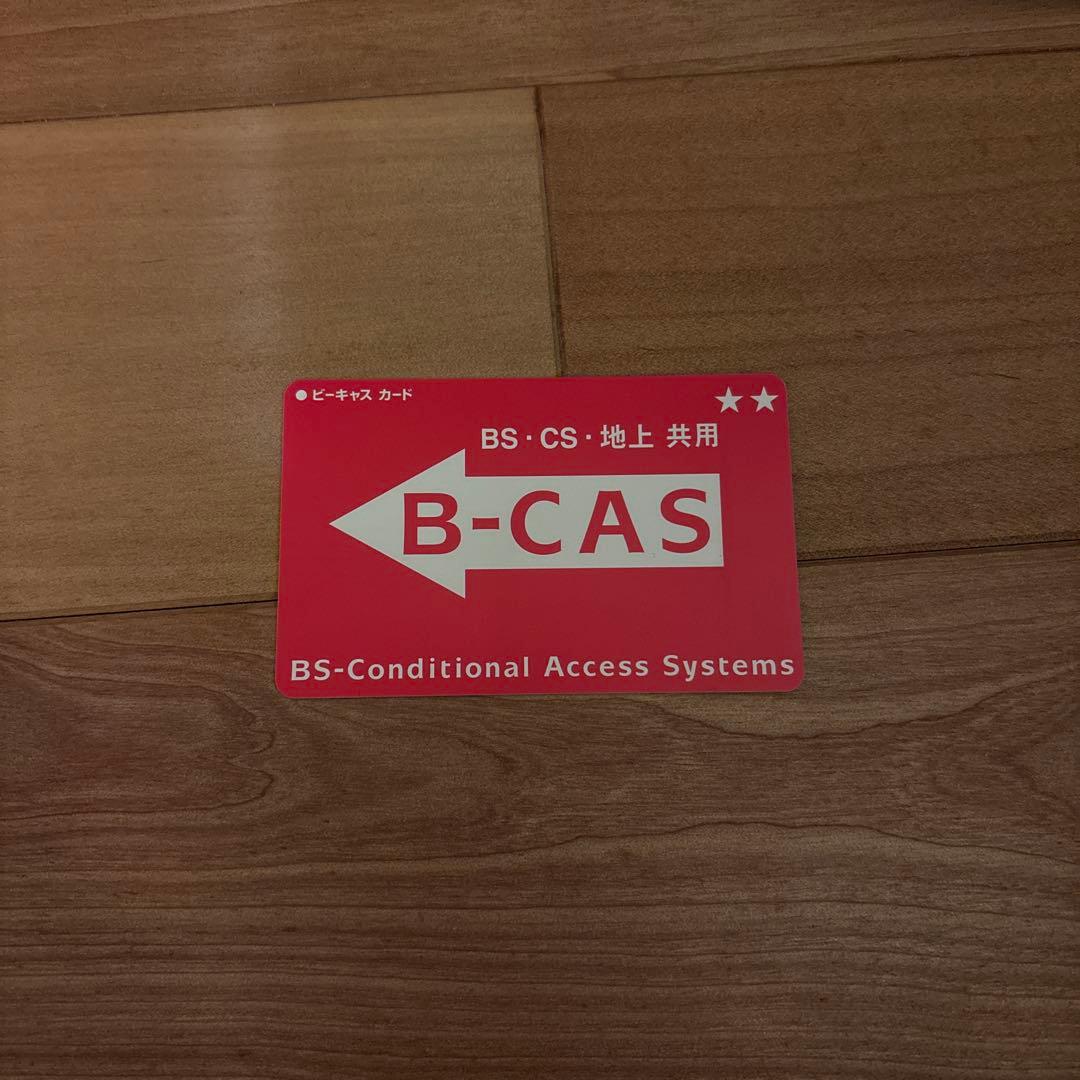 ●ビーキャス カード
★★
BS・CS・地上 共用
B-CAS
BS-Conditional Access Systems